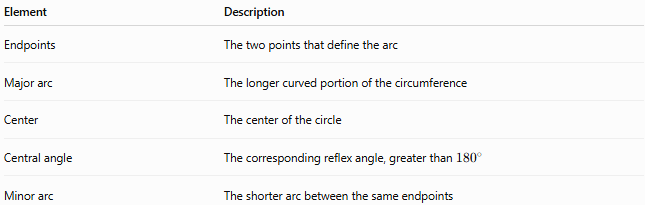 Element Description
Endpoints The two points that define the arc
Major arc The longer curved portion of the circumference
Center The center of the circle
Central angle The corresponding reflex angle, greater than 180°
Minor arc The shorter arc between the same endpoints